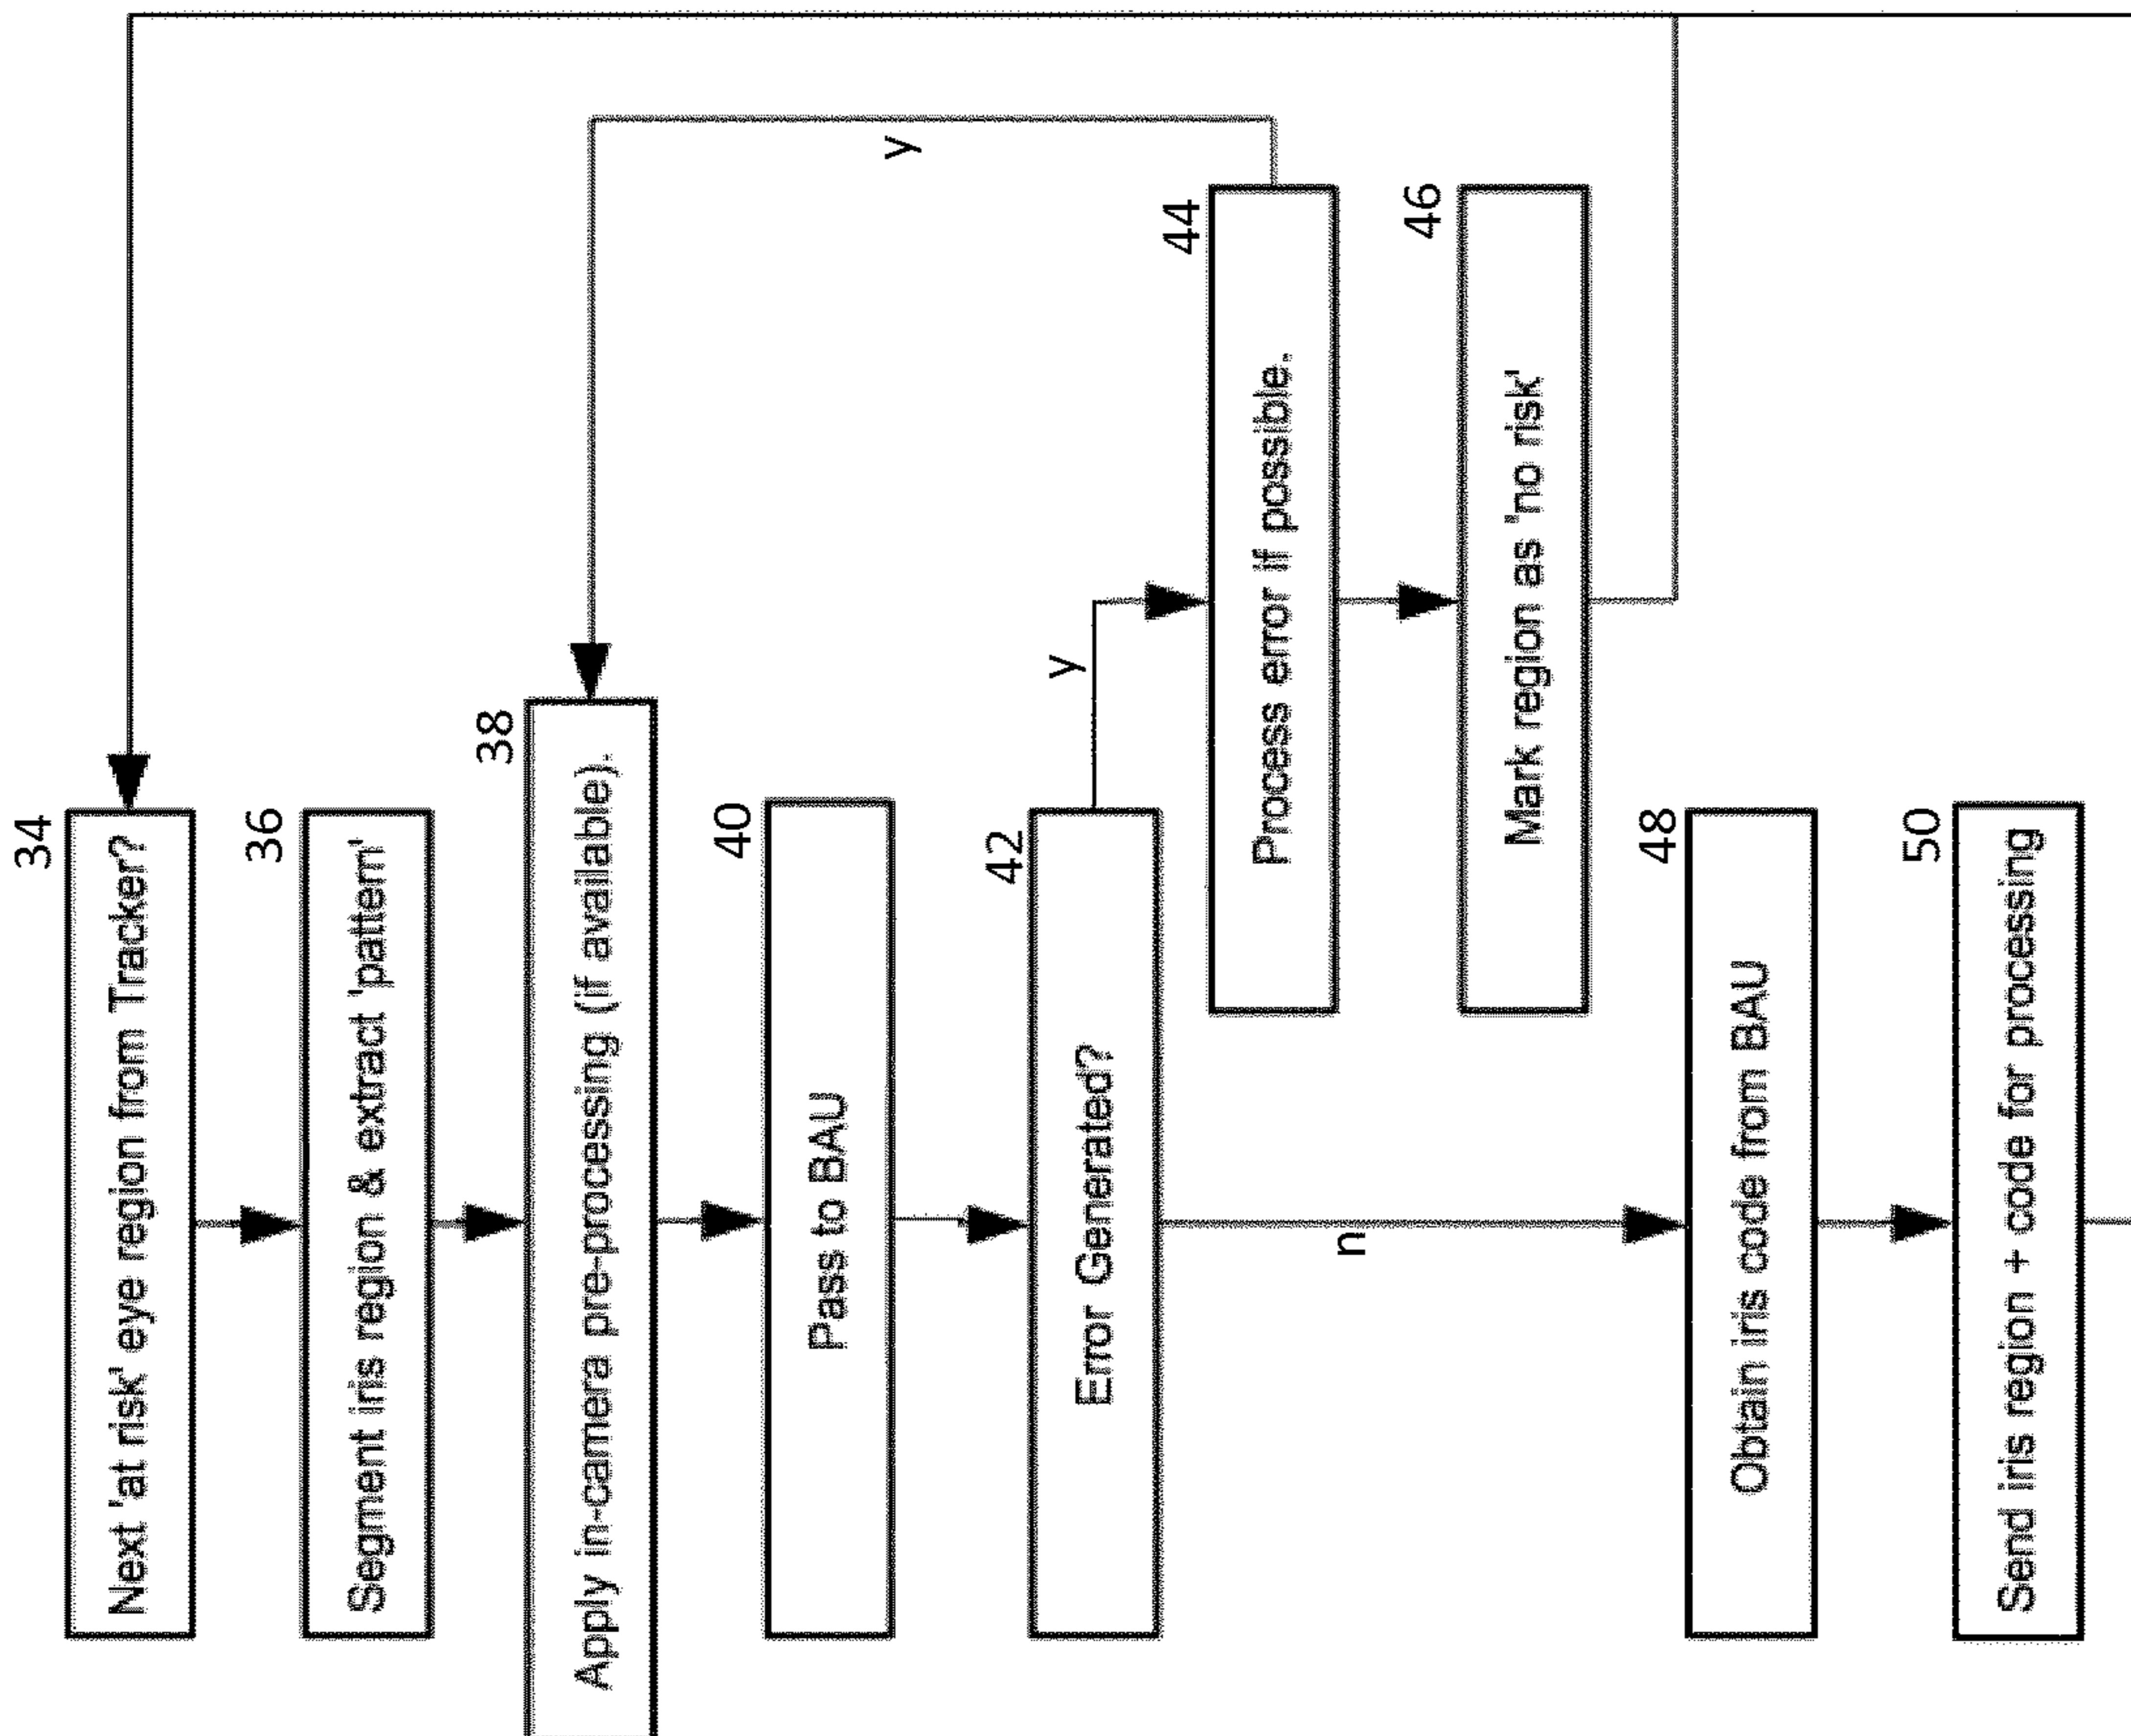 34
Next 'at risk' eye region from Tracker?
36
Segment iris region & extract 'pattern'
38
Apply in-camera pre-processing (if available).
40
Pass to BAU
42
Error Generated?
y
n
44
Process error if possible.
y
46
Mark region as 'no risk'
48
Obtain iris code from BAU
50
Send iris region + code for processing